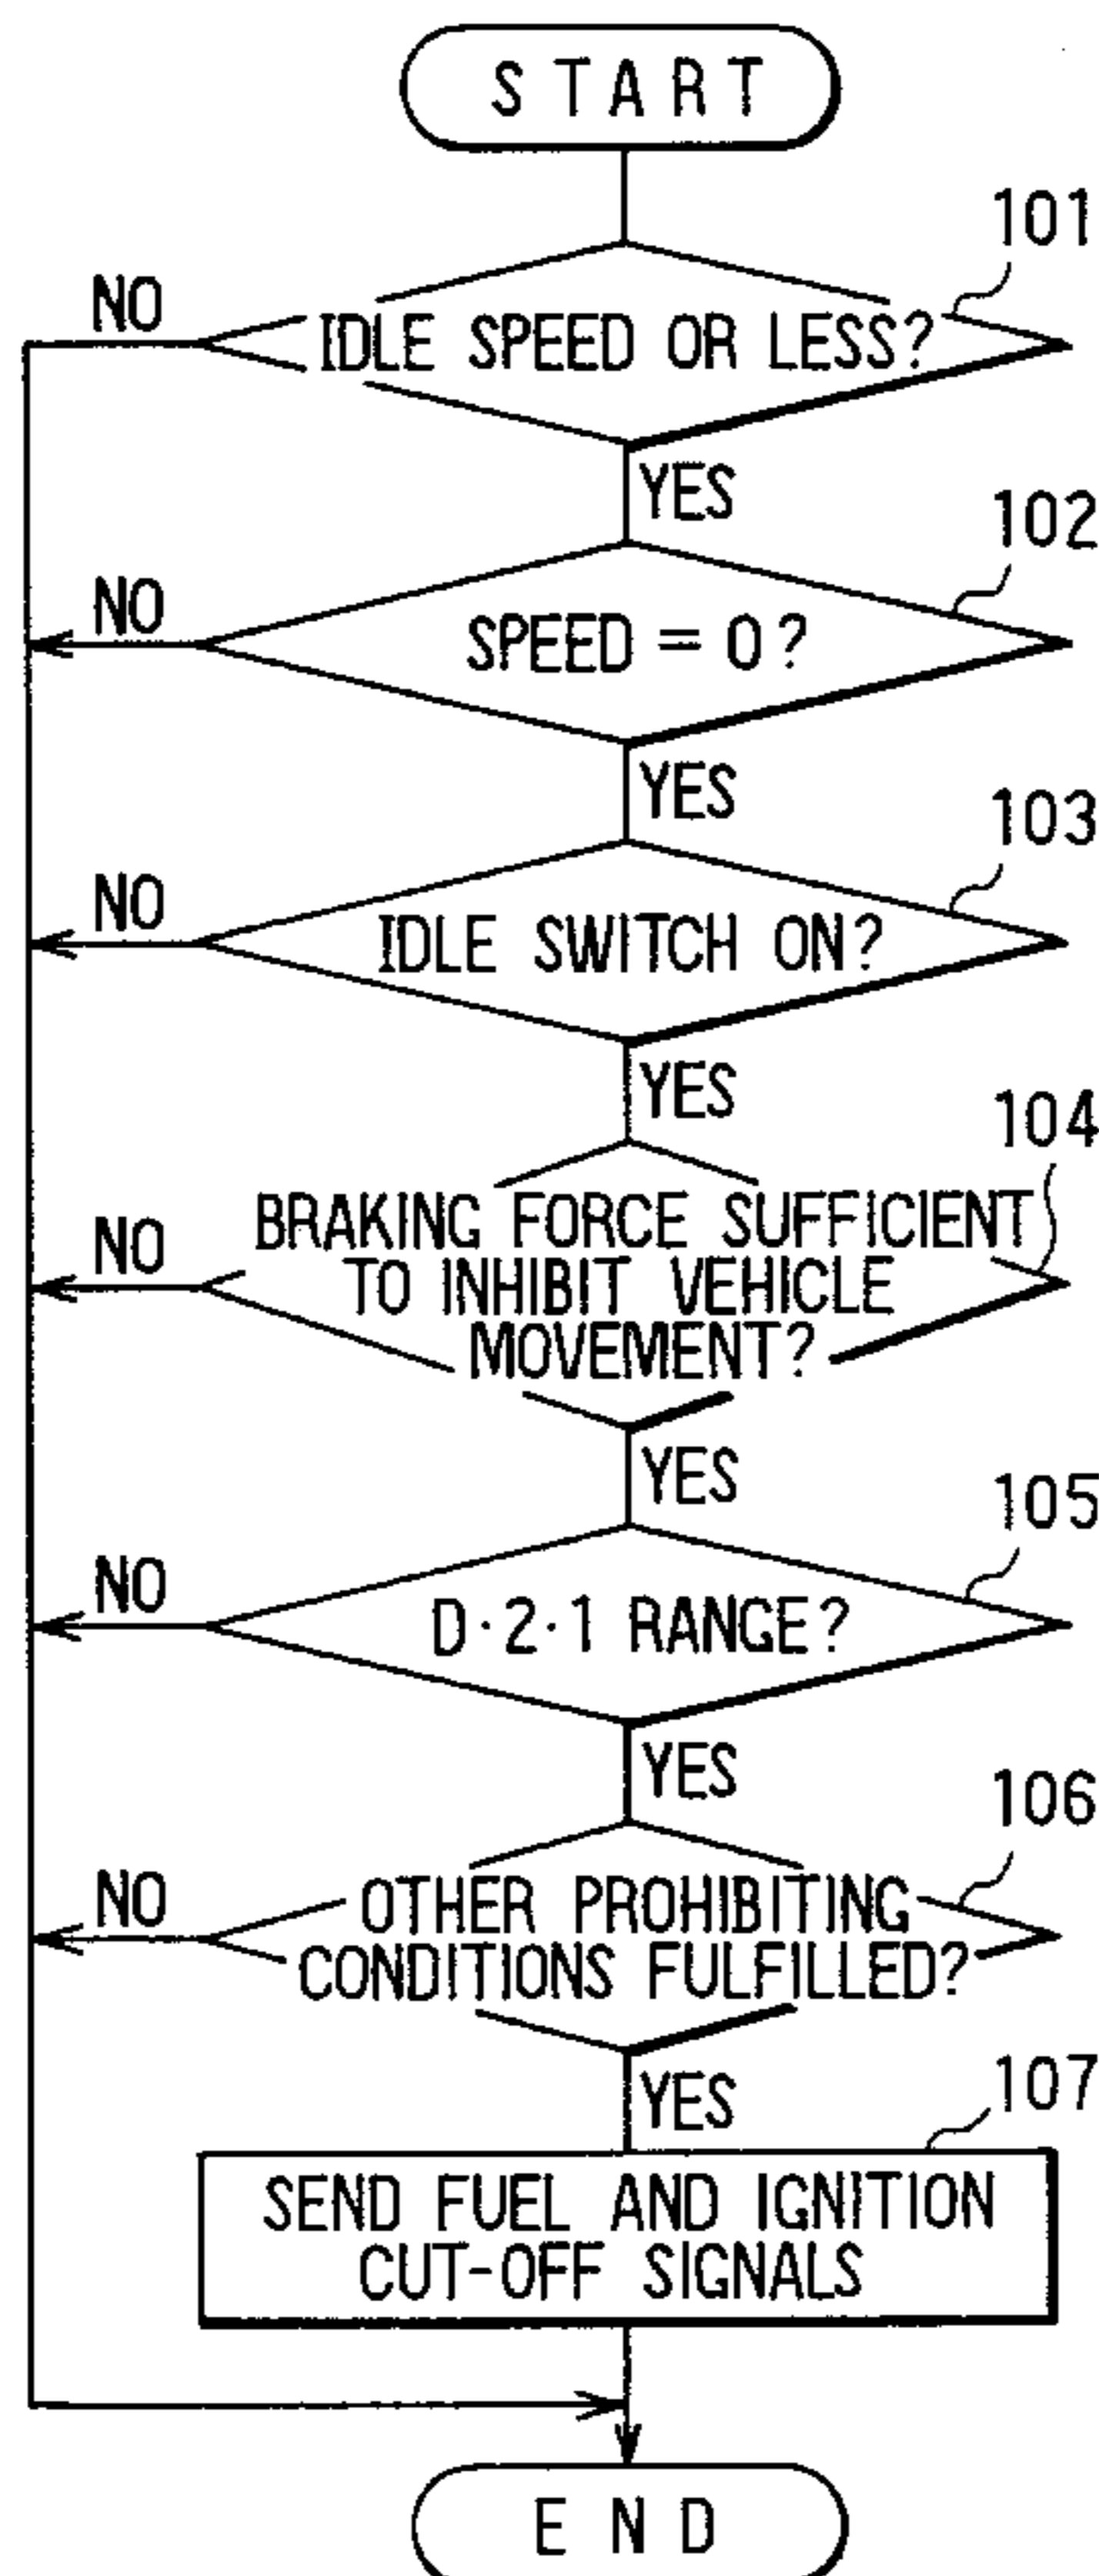 START
101
NO
IDLE SPEED OR LESS?
YES
102
NO
SPEED = 0?
YES
103
NO
IDLE SWITCH ON?
YES
104
NO
BRAKING FORCE SUFFICIENT
TO INHIBIT VEHICLE
MOVEMENT?
YES
105
NO
D·2·1 RANGE?
YES
106
NO
OTHER PROHIBITING
CONDITIONS FULFILLED?
YES
107
SEND FUEL AND IGNITION
CUT-OFF SIGNALS
END